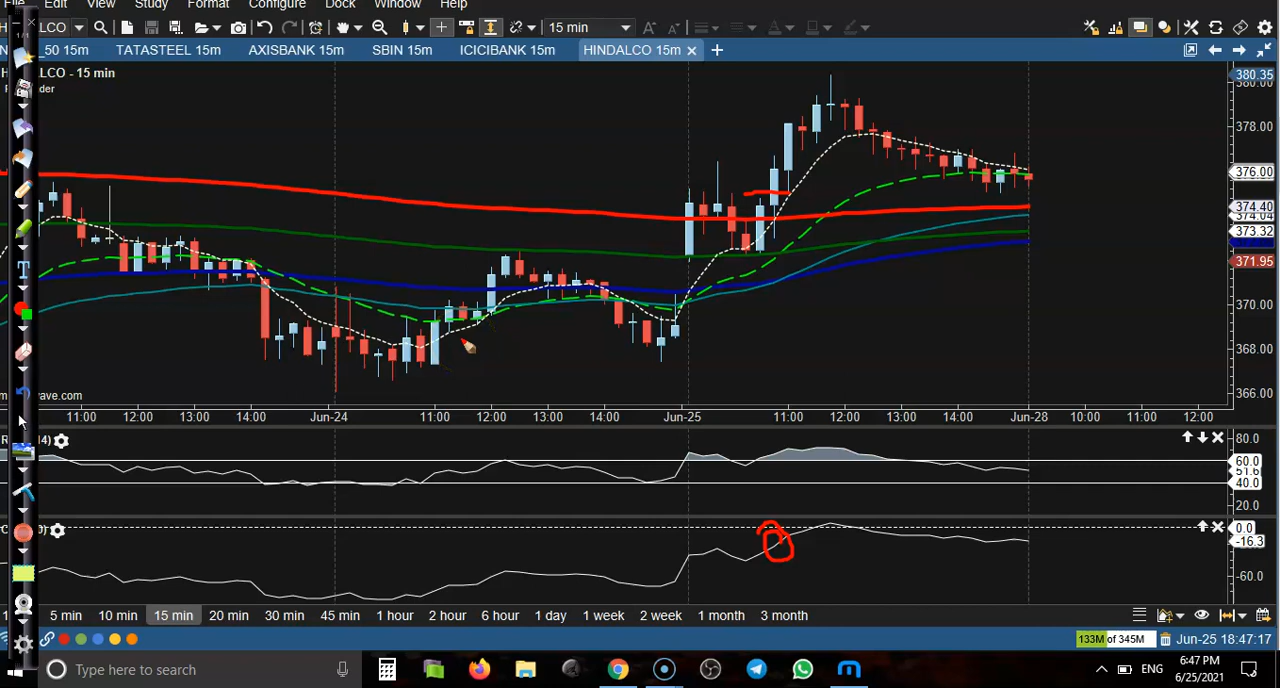 File Edit View Study Format Configure Dock Window Help
LCO 15 min
_50 15m TATASTEEL 15m AXISBANK 15m SBIN 15m ICICIBANK 15m HINDALCO 15m
LCO - 15 min
380.35
380.00
378.00
376.00
374.40
374.04
373.32
371.95
370.00
368.00
366.00
wave.com
11:00 12:00 13:00 14:00 Jun-24 11:00 12:00 13:00 14:00 Jun-25 11:00 12:00 13:00 14:00 Jun-28 10:00 11:00 12:00
14)
80.0
60.0
51.6
40.0
20.0
0)
0.0
-16.3
-60.0
5 min 10 min 15 min 20 min 30 min 45 min 1 hour 2 hour 6 hour 1 day 1 week 2 week 1 month 3 month
133M of 345M Jun-25 18:47:17
Type here to search ENG 6:47 PM
6/25/2021